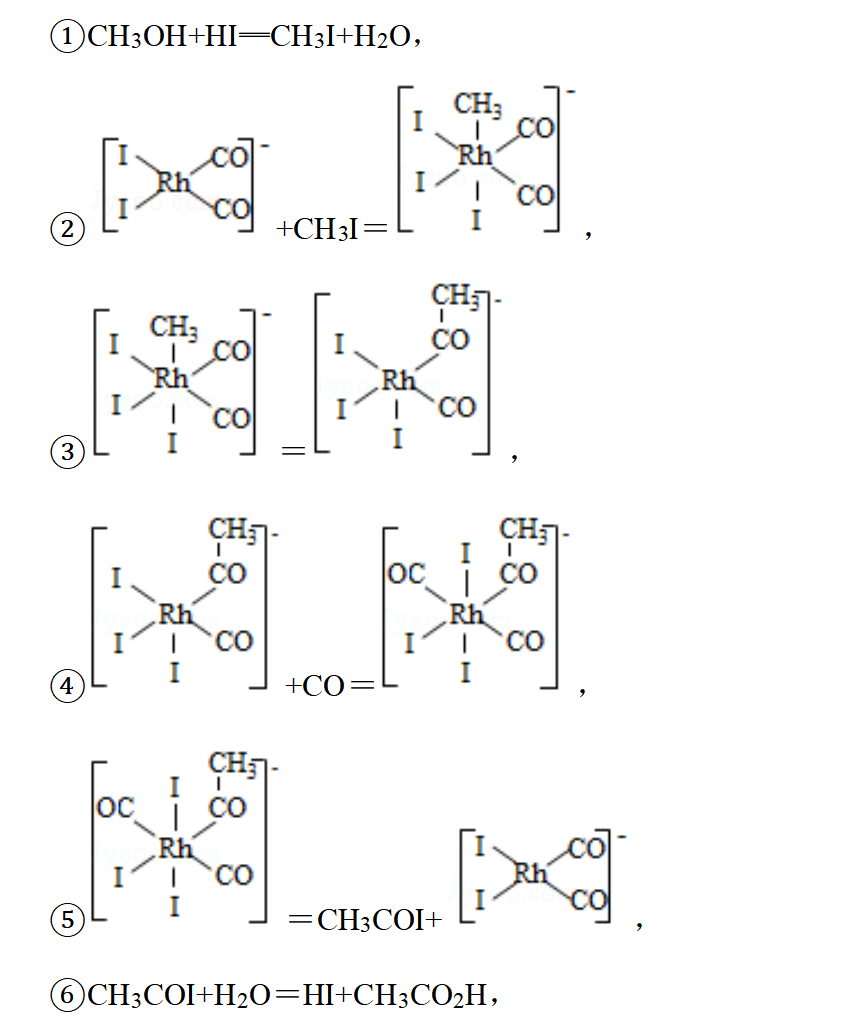 ①CH3OH+HI═CH3I+H2O，
② [ I I Rh CO CO ]- +CH3I＝ [ CH3 I I Rh CO CO I ]- ，
③ [ CH3 I I Rh CO CO I ]- ＝ [ CH3 CO I I Rh CO I ]- ，
④ [ CH3 CO I I Rh CO I ]- +CO＝ [ CH3 I CO OC Rh I CO I ]- ，
⑤ [ CH3 I CO OC Rh I CO I ]- ＝CH3COI+ [ I I Rh CO CO ]- ，
⑥CH3COI+H2O＝HI+CH3CO2H，